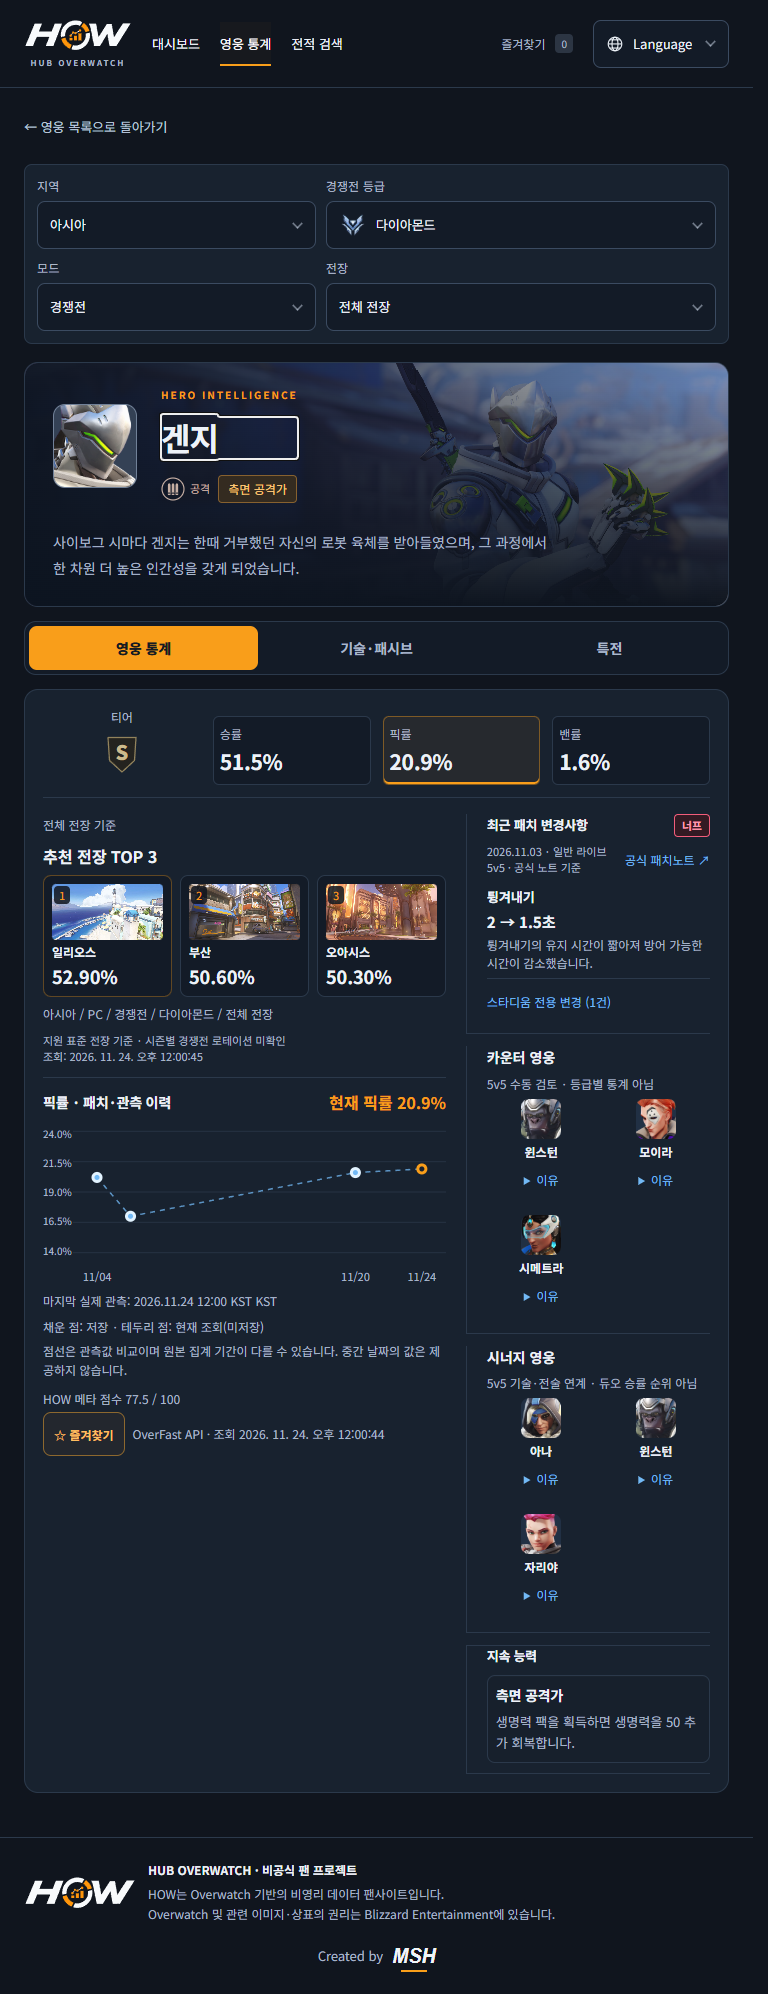 HOW
HUB OVERWATCH
대시보드
영웅 통계
전적 검색
즐겨찾기 0
Language
← 영웅 목록으로 돌아가기
지역
아시아
경쟁전 등급
다이아몬드
모드
경쟁전
전장
전체 전장
HERO INTELLIGENCE
겐지
공격
측면 공격가
사이보그 시마다 겐지는 한때 거부했던 자신의 로봇 육체를 받아들였으며, 그 과정에서
한 차원 더 높은 인간성을 갖게 되었습니다.
영웅 통계
기술·패시브
특전
티어
S
승률
51.5%
픽률
20.9%
밴률
1.6%
전체 전장 기준
추천 전장 TOP 3
1
일리오스
52.90%
2
부산
50.60%
3
오아시스
50.30%
아시아 / PC / 경쟁전 / 다이아몬드 / 전체 전장
지원 표준 전장 기준 · 시즌별 경쟁전 로테이션 미확인
조회: 2026. 11. 24. 오후 12:00:45
픽률 · 패치·관측 이력
현재 픽률 20.9%
24.0%
21.5%
19.0%
16.5%
14.0%
11/04
11/20
11/24
마지막 실제 관측: 2026.11.24 12:00 KST KST
채운 점: 저장 · 테두리 점: 현재 조회(미저장)
점선은 관측값 비교이며 원본 집계 기간이 다를 수 있습니다. 중간 날짜의 값은 제
공하지 않습니다.
HOW 메타 점수 77.5 / 100
☆ 즐겨찾기
OverFast API · 조회 2026. 11. 24. 오후 12:00:44
최근 패치 변경사항
너프
2026.11.03 · 일반 라이브
5v5 · 공식 노트 기준
공식 패치노트 ↗
튕겨내기
2 → 1.5초
튕겨내기의 유지 시간이 짧아져 방어 가능한
시간이 감소했습니다.
스타디움 전용 변경 (1건)
카운터 영웅
5v5 수동 검토 · 등급별 통계 아님
윈스턴
▶ 이유
모이라
▶ 이유
시메트라
▶ 이유
시너지 영웅
5v5 기술·전술 연계 · 듀오 승률 순위 아님
아나
▶ 이유
윈스턴
▶ 이유
자리야
▶ 이유
지속 능력
측면 공격가
생명력 팩을 획득하면 생명력을 50 추
가 회복합니다.
HOW
HUB OVERWATCH · 비공식 팬 프로젝트
HOW는 Overwatch 기반의 비영리 데이터 팬사이트입니다.
Overwatch 및 관련 이미지·상표의 권리는 Blizzard Entertainment에 있습니다.
Created by MSH